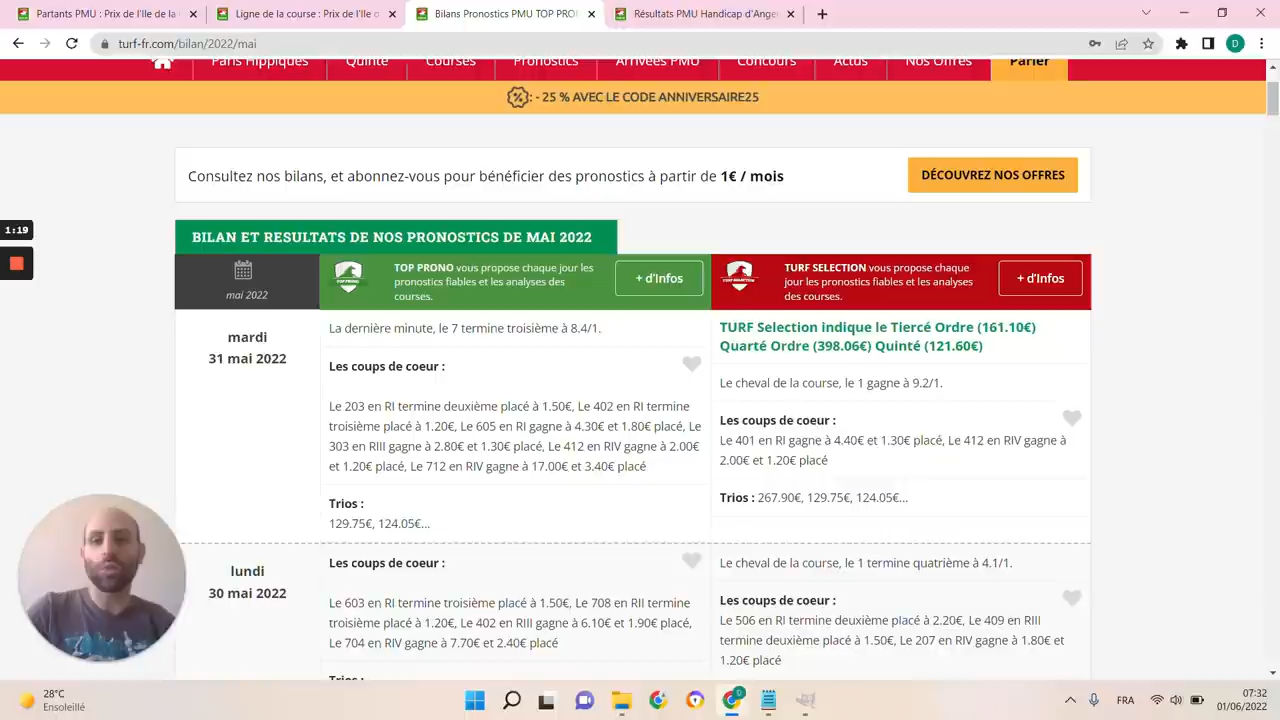 Partants PMU : Prix de l'Ile de la
Ligne de la course : Prix de l'Ile c
Bilans Pronostics PMU TOP PRO
Résultats PMU Handicap d'Anger
turf-fr.com/bilan/2022/mai
D
Paris Hippiques Quinté Courses Pronostics Arrivées PMU Concours Actus Nos Offres Parier
: - 25 % AVEC LE CODE ANNIVERSAIRE25
Consultez nos bilans, et abonnez-vous pour bénéficier des pronostics à partir de 1€ / mois
DÉCOUVREZ NOS OFFRES
1:19
BILAN ET RESULTATS DE NOS PRONOSTICS DE MAI 2022
mai 2022
TOP PRONO vous propose chaque jour les
pronostics fiables et les analyses des
courses.
+ d'Infos
TURF SELECTION vous propose chaque
jour les pronostics fiables et les analyses
des courses.
+ d'Infos
mardi
31 mai 2022
La dernière minute, le 7 termine troisième à 8.4/1.
Les coups de coeur :
Le 203 en RI termine deuxième placé à 1.50€, Le 402 en RI termine
troisième placé à 1.20€, Le 605 en RI gagne à 4.30€ et 1.80€ placé, Le
303 en RIII gagne à 2.80€ et 1.30€ placé, Le 412 en RIV gagne à 2.00€
et 1.20€ placé, Le 712 en RIV gagne à 17.00€ et 3.40€ placé
Trios :
129.75€, 124.05€...
TURF Selection indique le Tiercé Ordre (161.10€)
Quarté Ordre (398.06€) Quinté (121.60€)
Le cheval de la course, le 1 gagne à 9.2/1.
Les coups de coeur :
Le 401 en RI gagne à 4.40€ et 1.30€ placé, Le 412 en RIV gagne à
2.00€ et 1.20€ placé
Trios : 267.90€, 129.75€, 124.05€...
lundi
30 mai 2022
Les coups de coeur :
Le 603 en RI termine troisième placé à 1.50€, Le 708 en RII termine
troisième placé à 1.20€, Le 402 en RIII gagne à 6.10€ et 1.90€ placé,
Le 704 en RIV gagne à 7.70€ et 2.40€ placé
Trios :
Le cheval de la course, le 1 termine quatrième à 4.1/1.
Les coups de coeur :
Le 506 en RI termine deuxième placé à 2.20€, Le 409 en RIII
termine deuxième placé à 1.50€, Le 207 en RIV gagne à 1.80€ et
1.20€ placé
28°C
Ensoleillé
FRA
07:32
01/06/2022